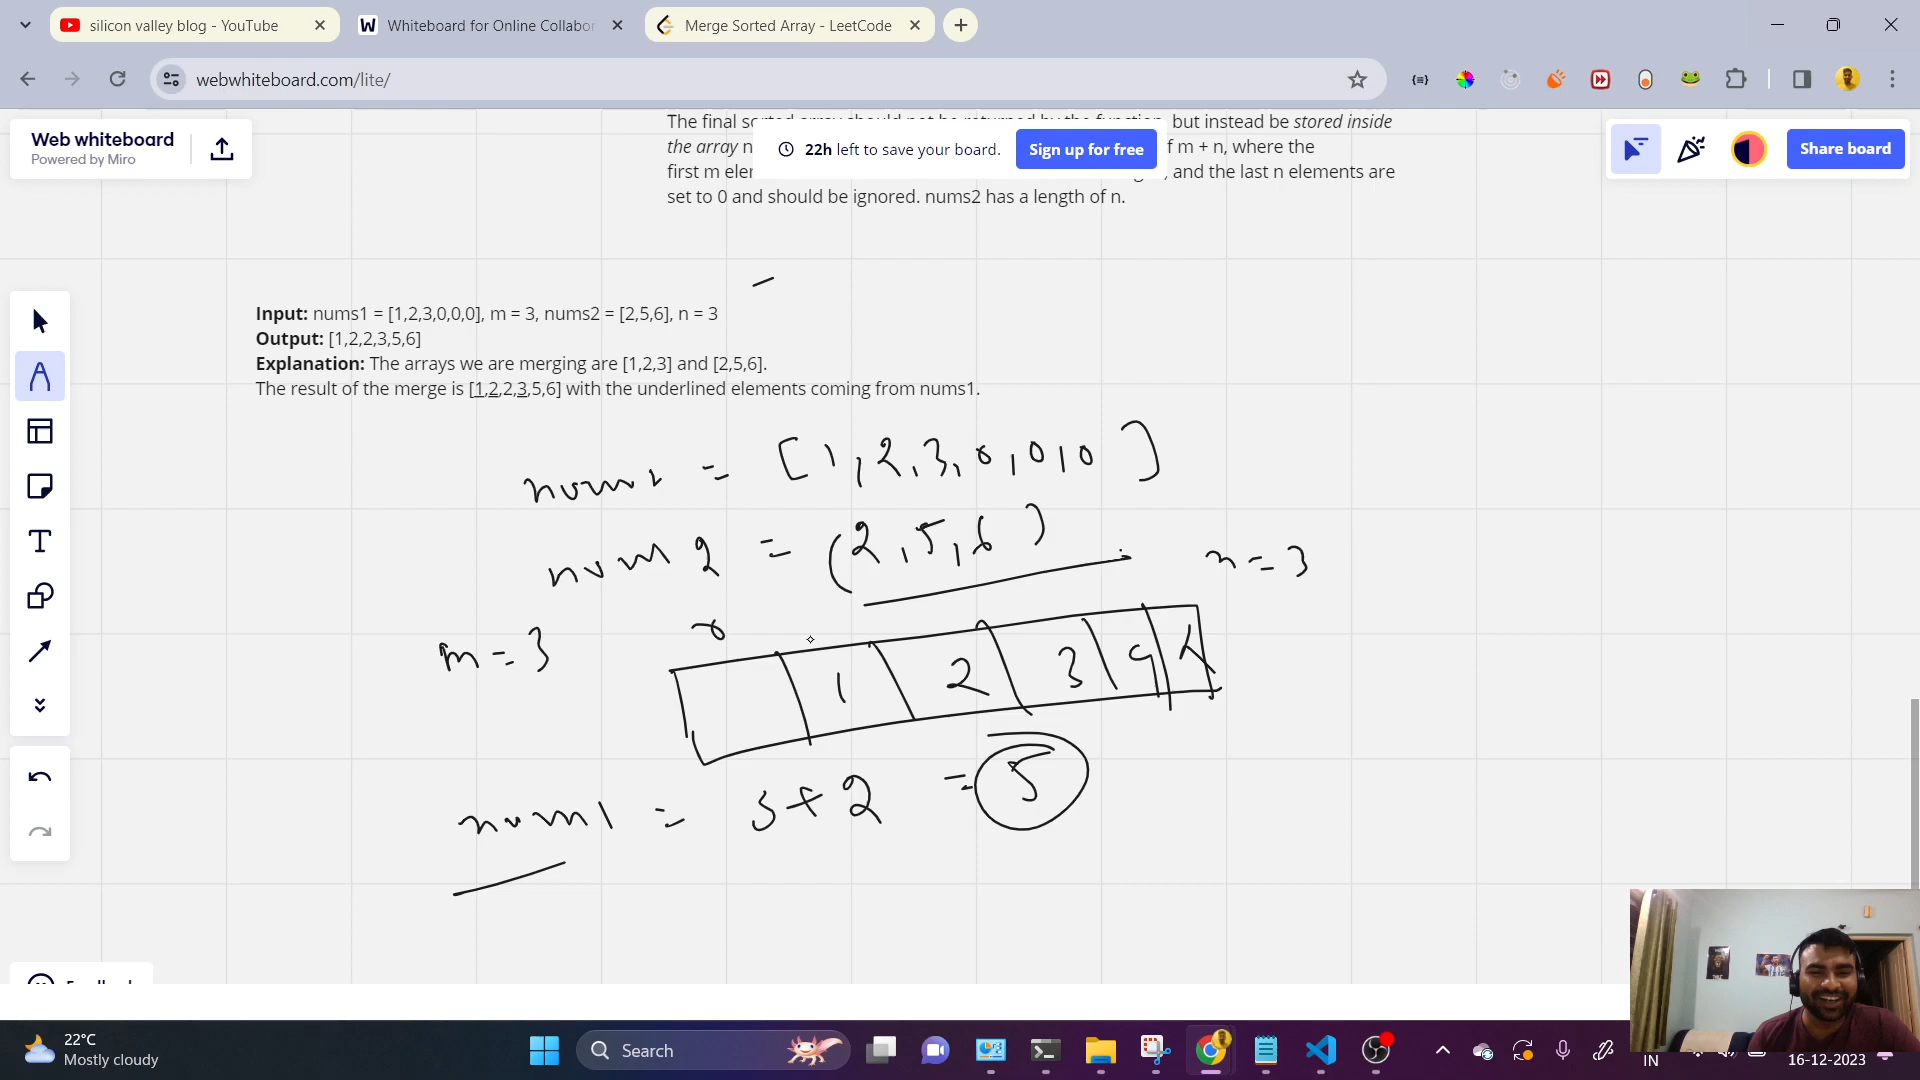 silicon valley blog - YouTube
Whiteboard for Online Collabor
Merge Sorted Array - LeetCode
webwhiteboard.com/lite/
Web whiteboard
Powered by Miro
22h left to save your board.
Sign up for free
Share board
but instead be stored inside
the array n f m + n, where the
first m eler , and the last n elements are
set to 0 and should be ignored. nums2 has a length of n.
Input: nums1 = [1,2,3,0,0,0], m = 3, nums2 = [2,5,6], n = 3
Output: [1,2,2,3,5,6]
Explanation: The arrays we are merging are [1,2,3] and [2,5,6].
The result of the merge is [1,2,2,3,5,6] with the underlined elements coming from nums1.
= [1,2,3,0,0,0]
num 2 = (2,5,6)
n = 3
m = 3
1 2 3
num1 = 3+2 = 5
22°C
Mostly cloudy
Search
IN
16-12-2023